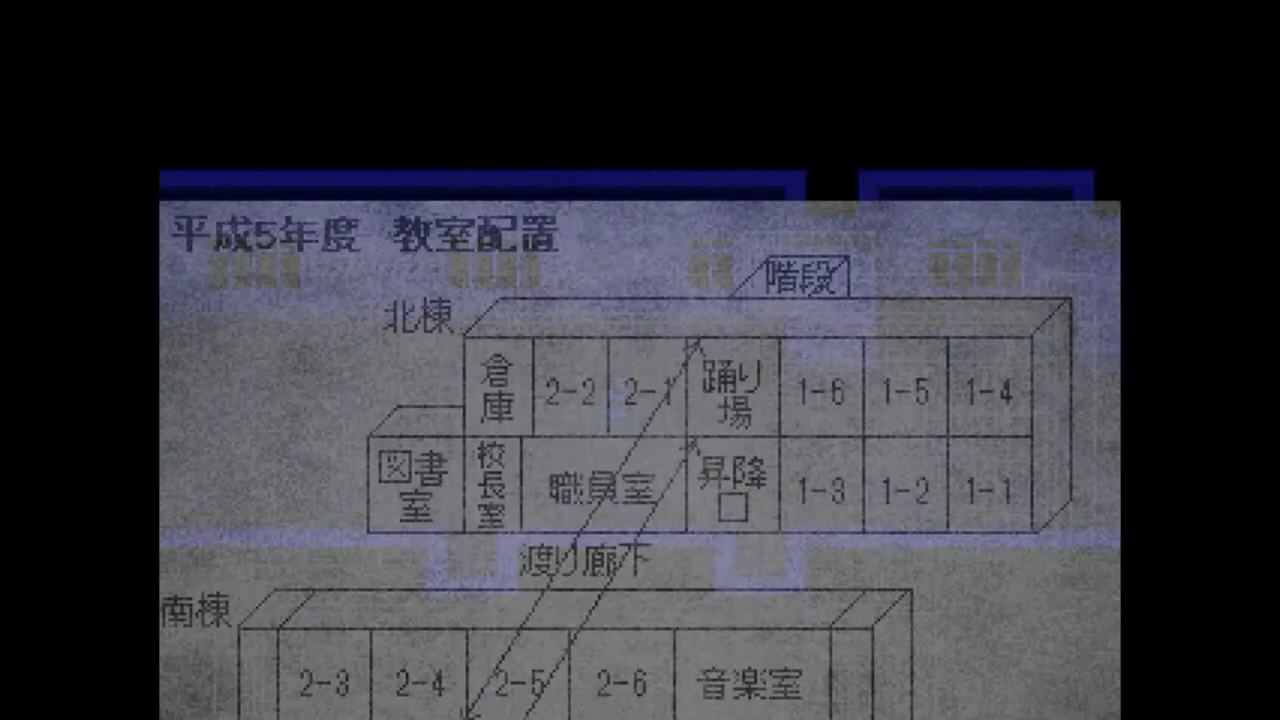 平成5年度 教室配置
階段
北棟
倉庫 2-2 2-1 踊り場 1-6 1-5 1-4
図書室 校長室 職員室 昇降口 1-3 1-2 1-1
渡り廊下
南棟
2-3 2-4 2-5 2-6 音楽室